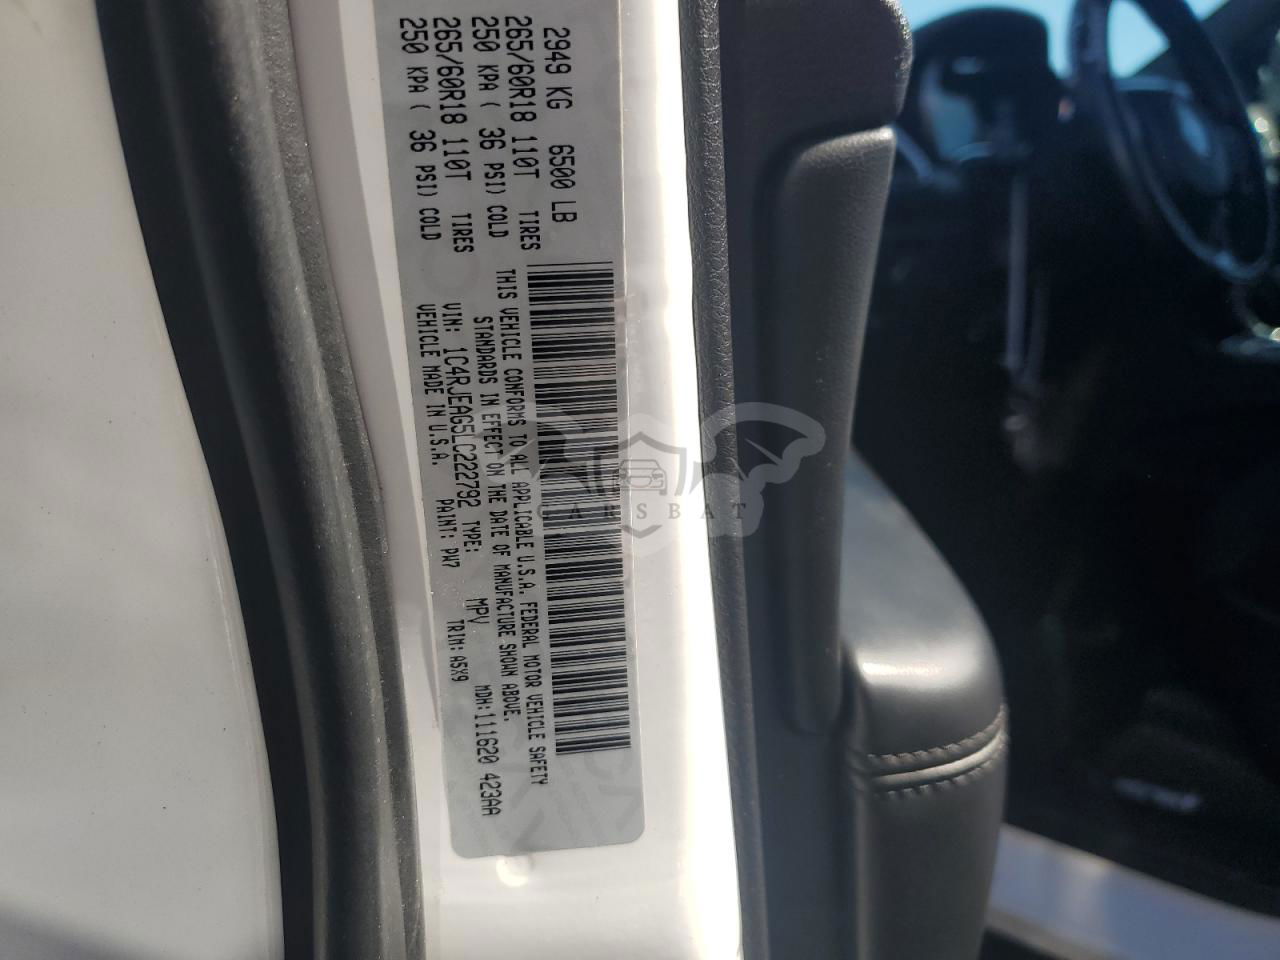 2949 KG 6500 LB
265/60R18 110T TIRES
250 KPA ( 36 PSI) COLD
265/60R18 110T TIRES
250 KPA ( 36 PSI) COLD
THIS VEHICLE CONFORMS TO ALL APPLICABLE U.S.A. FEDERAL MOTOR VEHICLE SAFETY
STANDARDS IN EFFECT ON THE DATE OF MANUFACTURE SHOWN ABOVE.
VIN: 1C4RJEAG5LC222792 TYPE: MPV MDH:111620 423AA
VEHICLE MADE IN U.S.A. PAINT: PW7 TRIM:A5X9
CARSBAT